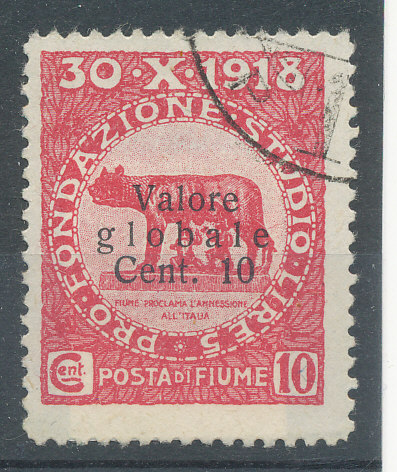 30·X·1918
PRO·FONDAZIONE·STUDIO·LIRE 5
Valore
globale
Cent. 10
FIUME PROCLAMA L'ANNESSIONE
ALL'ITALIA
Cent. POSTA DI FIUME 10